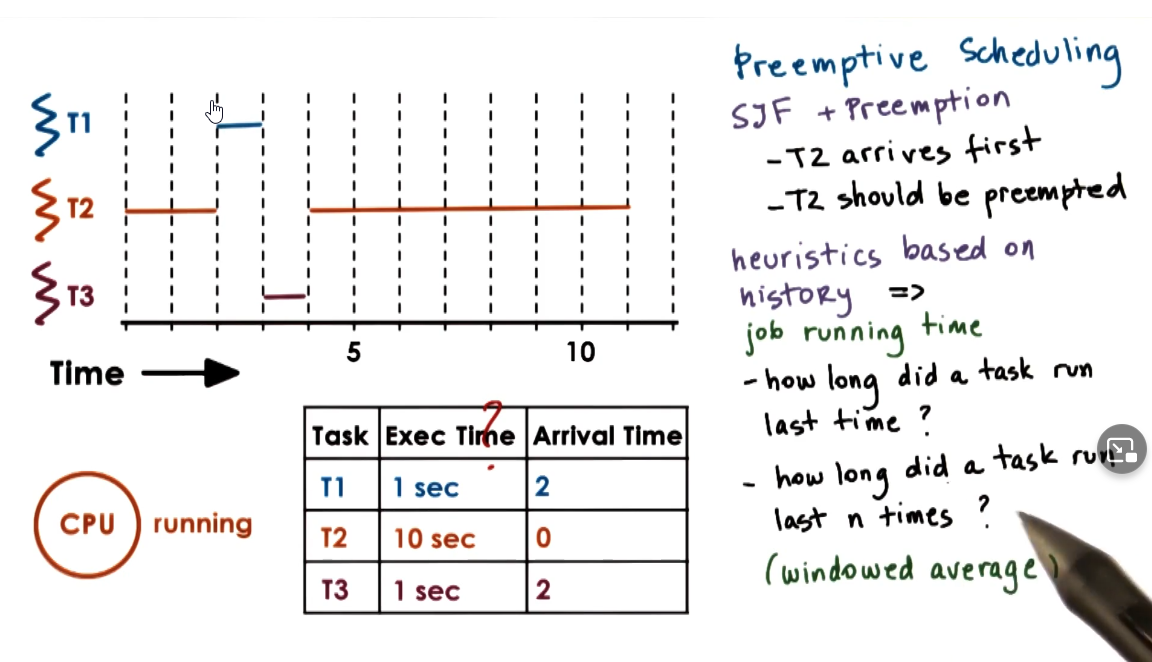 Preemptive Scheduling
SJF + Preemption
- T2 arrives first
- T2 should be preempted
heuristics based on
history =>
job running time
- how long did a task run
last time ?
- how long did a task run
last n times ?
(windowed average)
T1
T2
T3
5 10
Time
?
Task Exec Time Arrival Time
T1 1 sec 2
T2 10 sec 0
T3 1 sec 2
CPU running